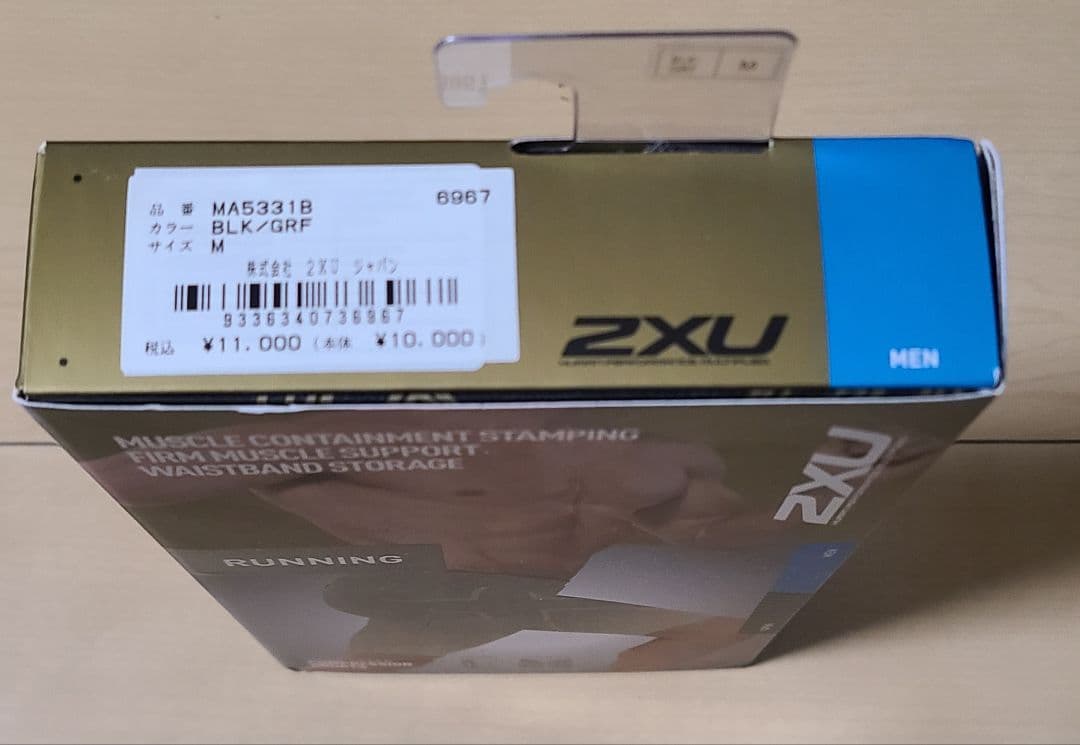 M
品 番 MA5331B 6967
カラー BLK/GRF
サイズ M
株式会社 2XU ジャパン
9336340736967
税込 ¥11.000 (本体 ¥10.000)
2XU
MEN
MUSCLE CONTAINMENT STAMPING
FIRM MUSCLE SUPPORT
WAISTBAND STORAGE
2XU
RUNNING